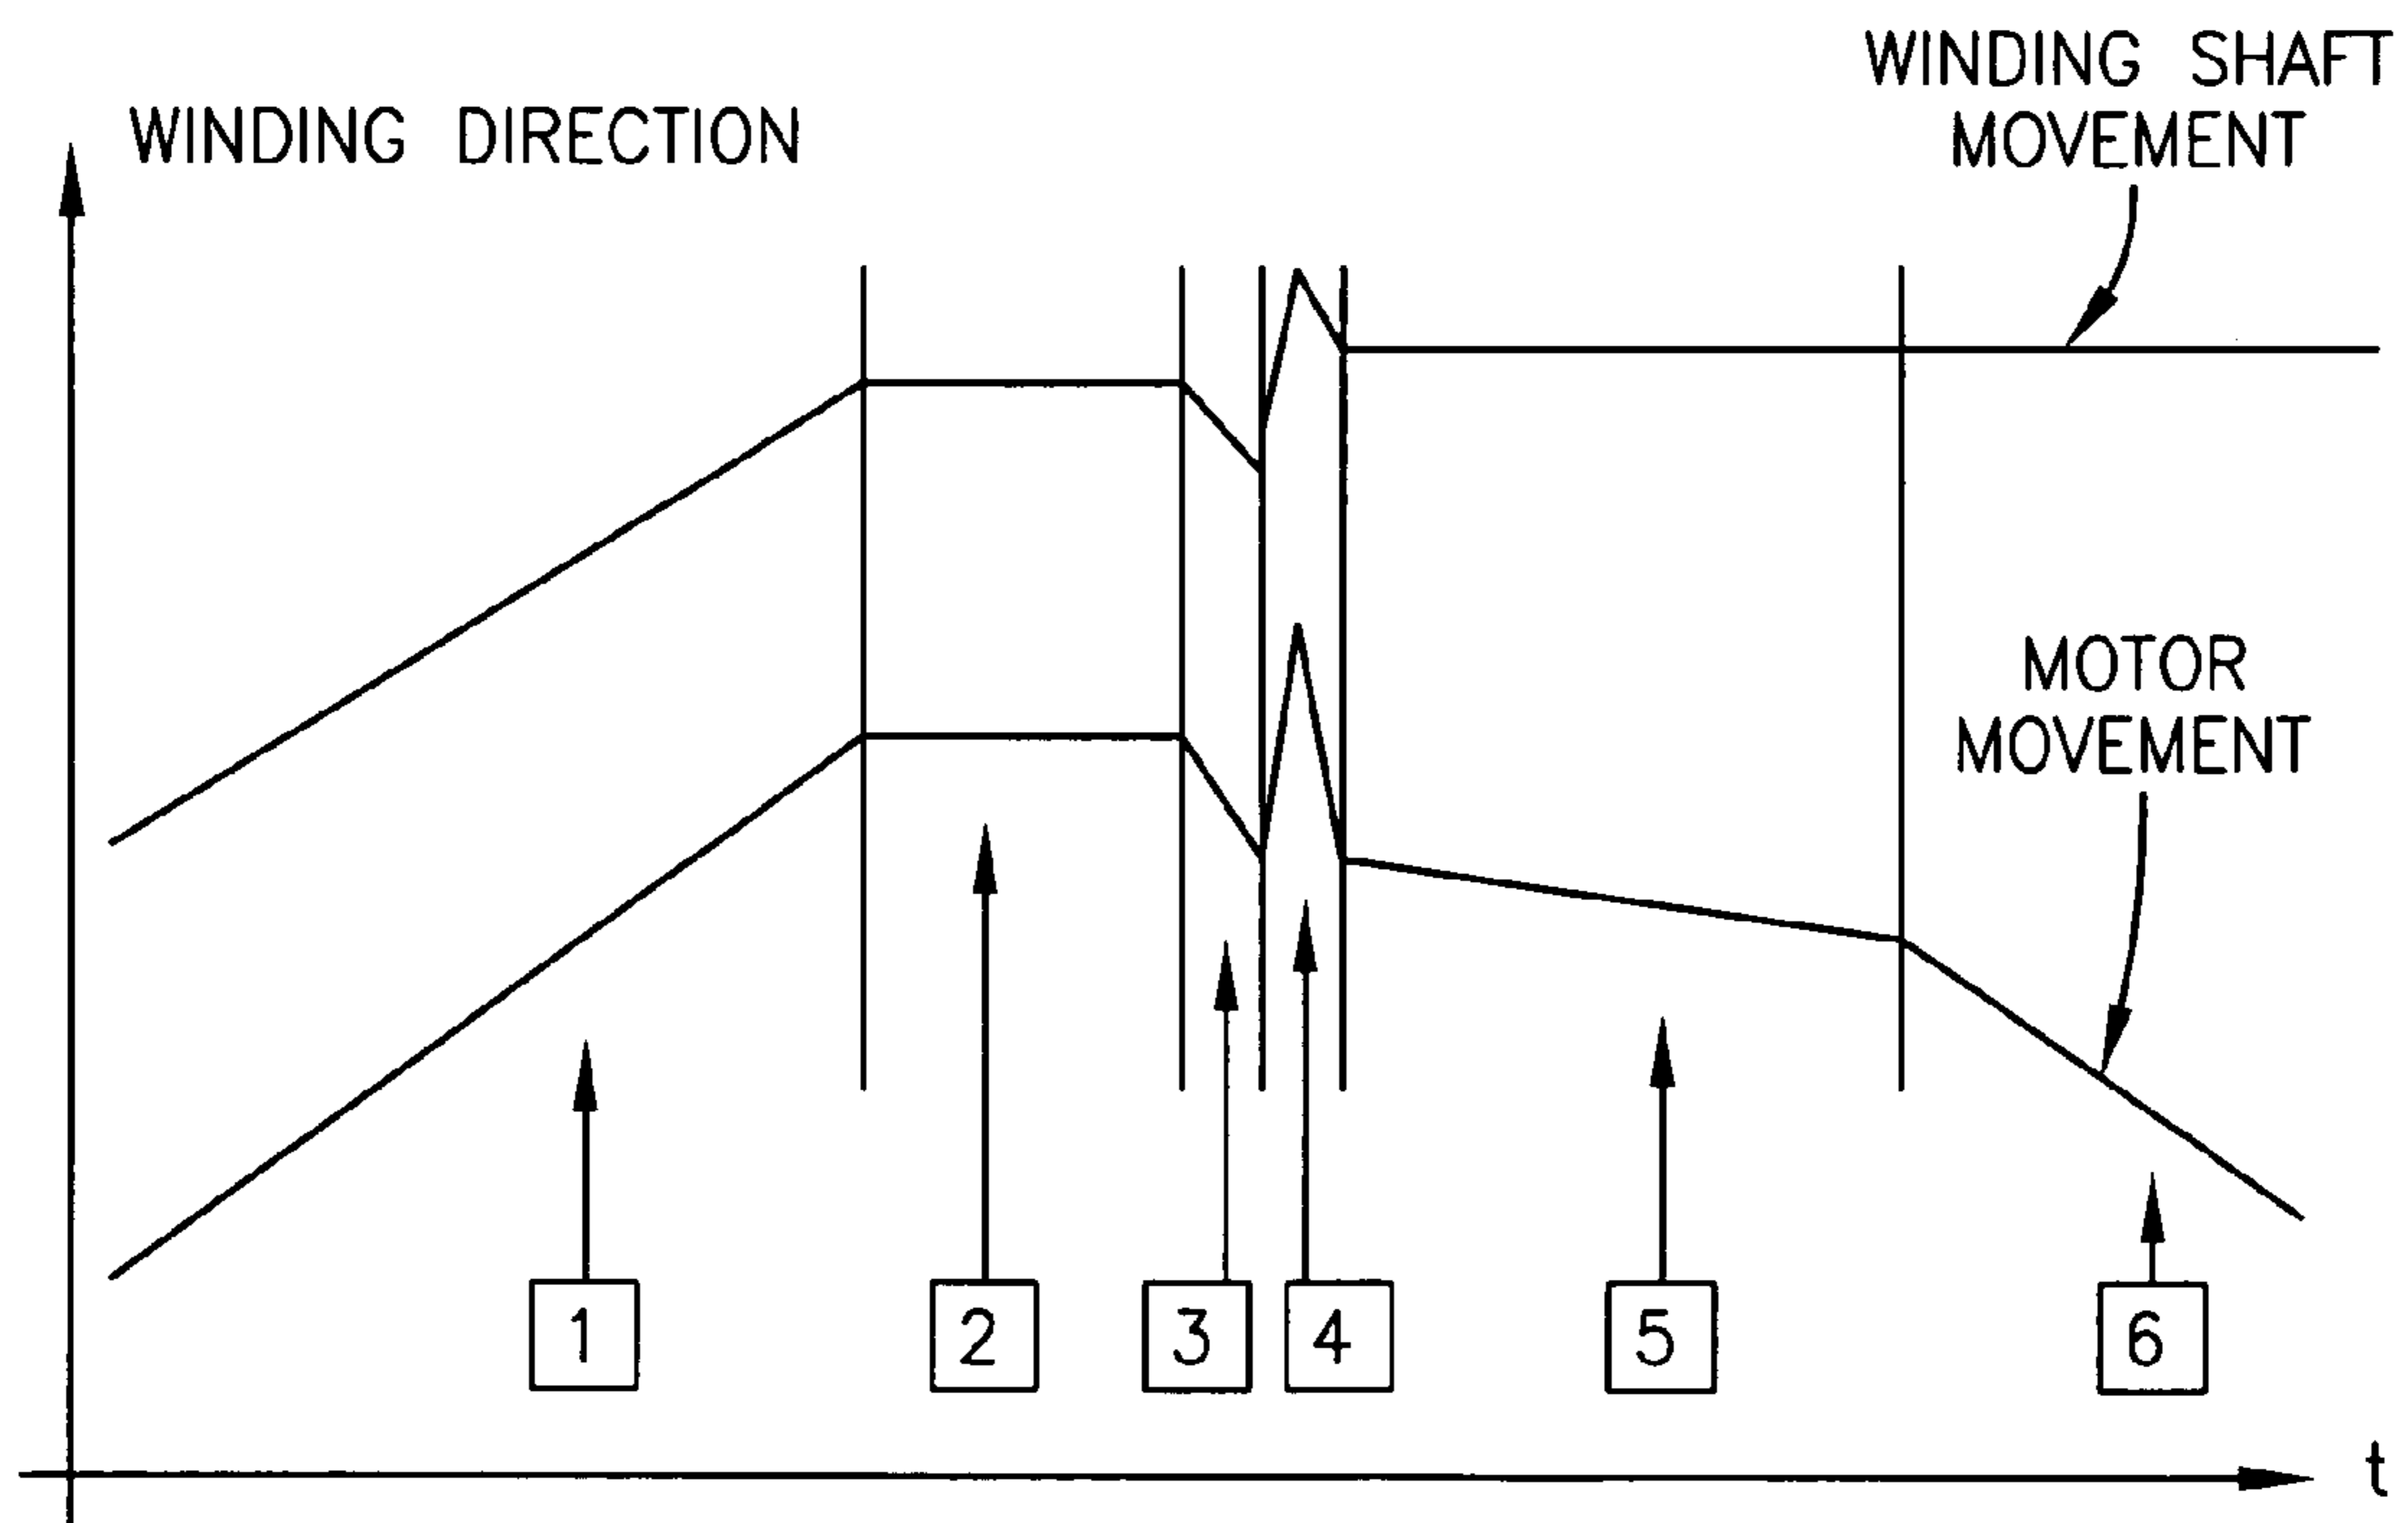 WINDING SHAFT
MOVEMENT
WINDING DIRECTION
MOTOR
MOVEMENT
1
2
3
4
5
6
t